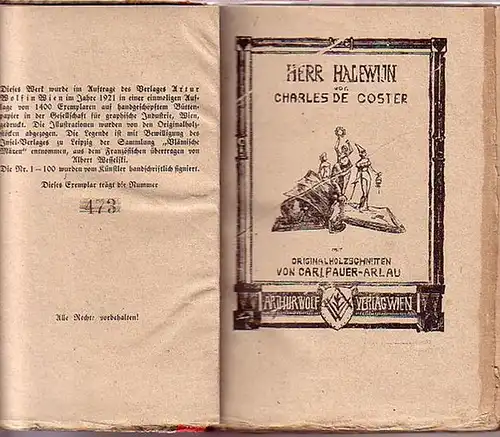 Dieses Werk wurde im Auftrage des Verlages Artur
Wolf in Wien im Jahre 1921 in einer einmoligen Auf-
lage von 1400 Exemplaren auf handgeschöpftem Bütten-
papier in der Gesellschaft für graphische Industrie, Wien,
gedruckt. Die Illustrationen wurden von den Originalholz-
stöcken abgezogen. Die Legende ist mit Bewilligung des
Insel-Verlages zu Leipzig der Sammlung „Vlämische
Mären“ entnommen, aus dem Französischen übertragen von
Albert Wesselski.
Die Nr. 1—100 wurden vom Künstler handschriftlich signiert.
Dieses Exemplar trägt die Nummer
473
Alle Rechte vorbehalten!
HERR HALEWIJN
VON
CHARLES DE COSTER
MIT
ORIGINALHOLZSCHNITTEN
VON CARL PAUER-ARLAU
ARTHUR WOLF VERLAG WIEN